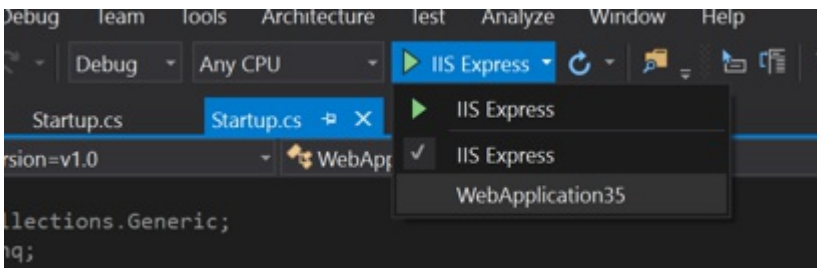 Debug Team Tools Architecture Test Analyze Window Help
Debug Any CPU IIS Express
IIS Express
Startup.cs Startup.cs
IIS Express
rsion=v1.0 WebApp
WebApplication35
llections.Generic;
nq;